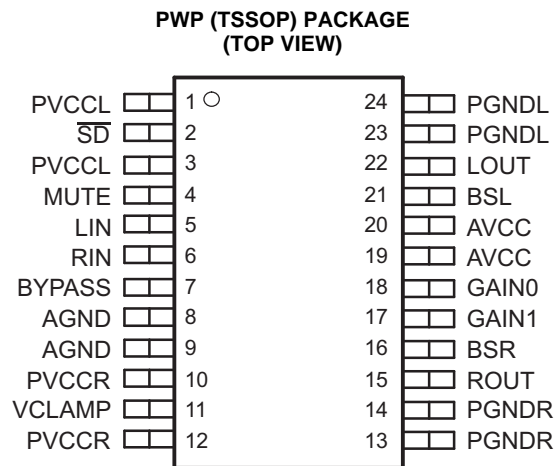 PWP (TSSOP) PACKAGE
(TOP VIEW)
PVCCL 1 24 PGNDL
SD 2 23 PGNDL
PVCCL 3 22 LOUT
MUTE 4 21 BSL
LIN 5 20 AVCC
RIN 6 19 AVCC
BYPASS 7 18 GAIN0
AGND 8 17 GAIN1
AGND 9 16 BSR
PVCCR 10 15 ROUT
VCLAMP 11 14 PGNDR
PVCCR 12 13 PGNDR